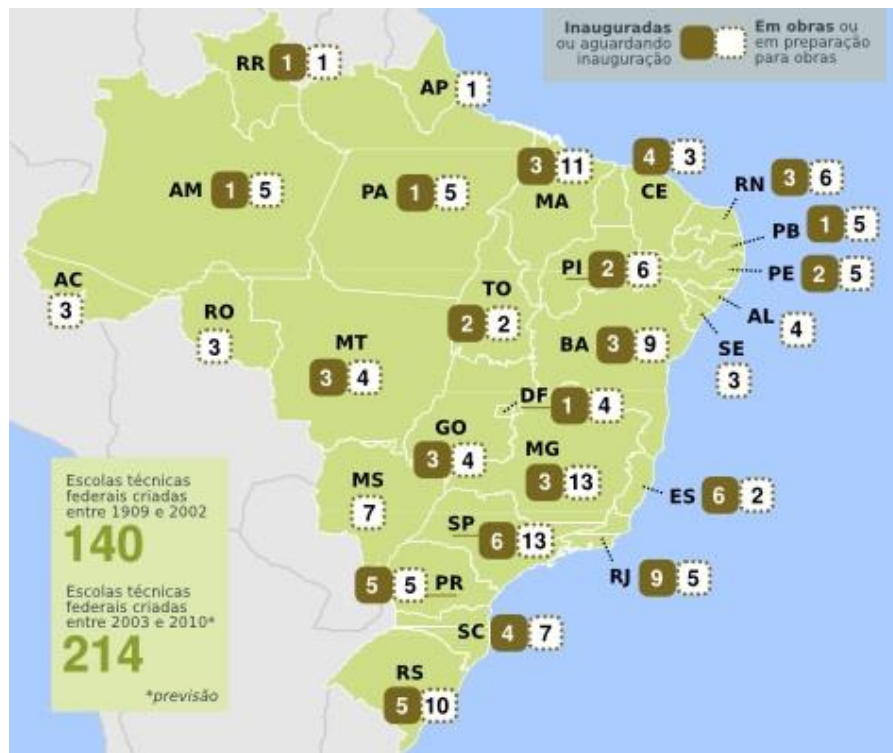 Inauguradas
ou aguardando
inauguração
Em obras ou
em preparação
para obras
RR 1 1
AP 1
AM 1 5
PA 1 5
3 11
MA
4 3
CE
RN 3 6
PB 1 5
PE 2 5
AL
4
SE
3
PI 2 6
TO
2 2
BA 3 9
AC
3
RO
3
MT
3 4
DF 1 4
GO
3 4
MG
3 13
ES 6 2
MS
7
SP
6 13
RJ 9 5
5 5 PR
SC 4 7
RS
5 10
Escolas técnicas
federais criadas
entre 1909 e 2002
140
Escolas técnicas
federais criadas
entre 2003 e 2010*
214
*previsão